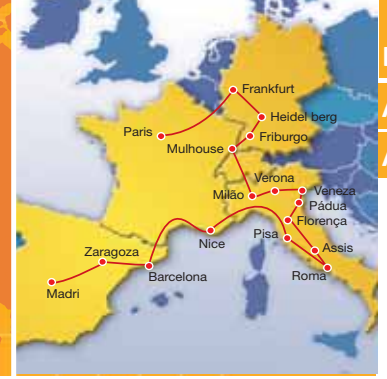 Frankfurt
Heidel berg
Paris
Friburgo
Mulhouse
Verona
Milão
Veneza
Pádua
Florença
Pisa
Nice
Assis
Zaragoza
Roma
Barcelona
Madri